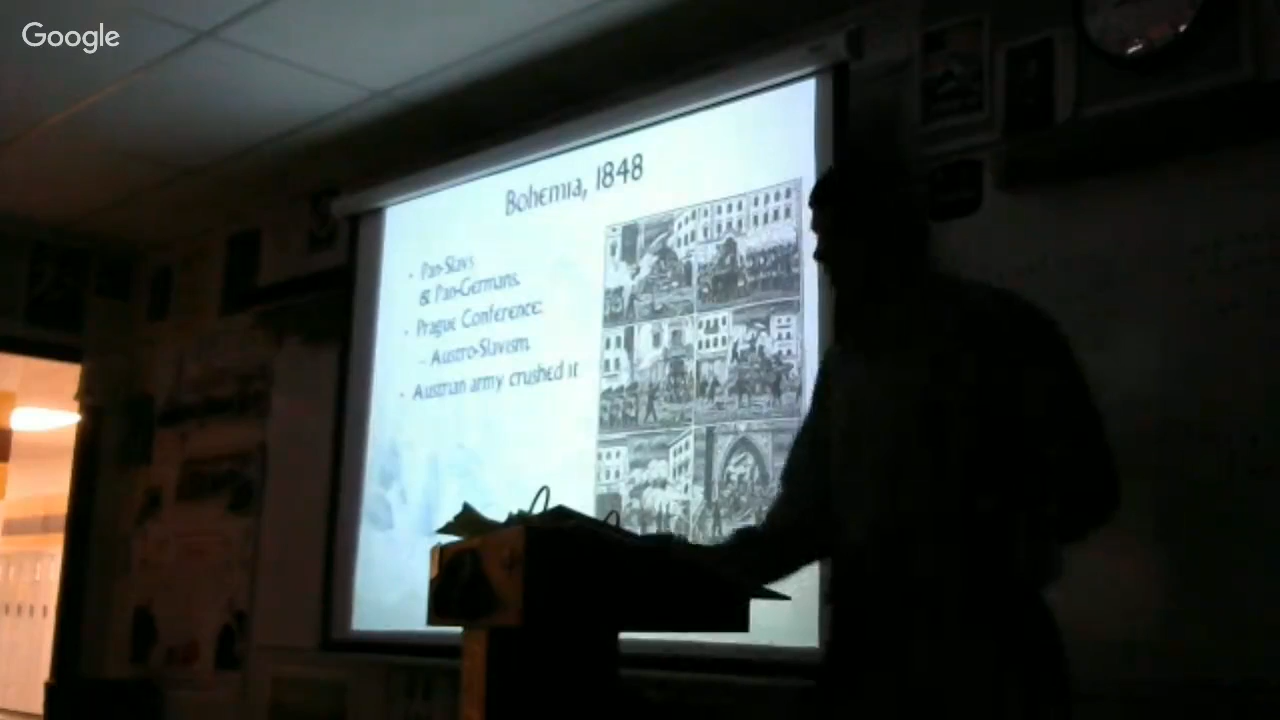 Google
Bohemia, 1848
• Pan-Slavs
& Pan-Germans.
• Prague Conference:
– Austro-Slavism.
• Austrian army crushed it